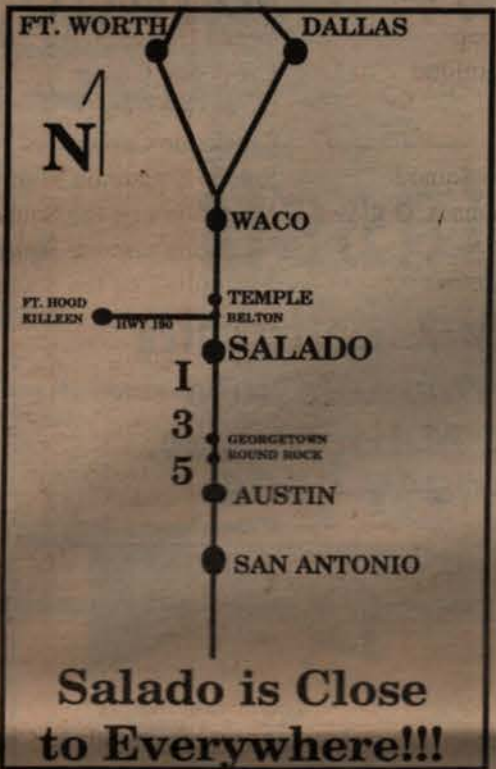 FT. WORTH DALLAS
N
WACO
TEMPLE
FT. HOOD
KILLEEN
HWY 190
BELTON
SALADO
I
3
5
GEORGETOWN
ROUND ROCK
AUSTIN
SAN ANTONIO
Salado is Close
to Everywhere!!!